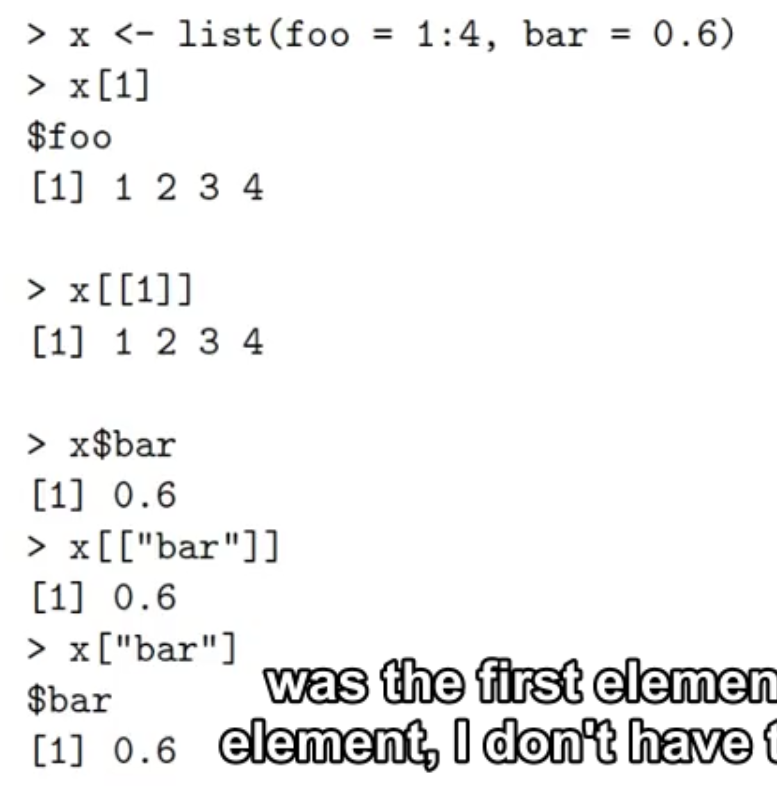 > x <- list(foo = 1:4, bar = 0.6)
> x[1]
$foo
[1] 1 2 3 4
> x[[1]]
[1] 1 2 3 4
> x$bar
[1] 0.6
> x[["bar"]]
[1] 0.6
> x["bar"]
$bar
[1] 0.6
was the first elemen
element, I don't have t